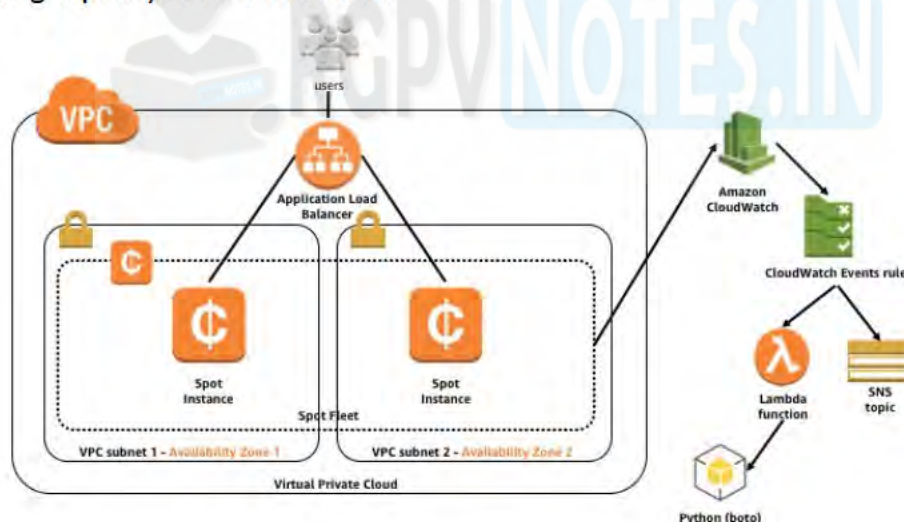 RGPVNOTES.IN
users
VPC
Application Load
Balancer
Amazon
CloudWatch
CloudWatch Events rule
Spot
Instance
Spot
Instance
Spot Fleet
Lambda
function
SNS
topic
VPC subnet 1 - Availability Zone 1
VPC subnet 2 - Availability Zone 2
Virtual Private Cloud
Python (boto)